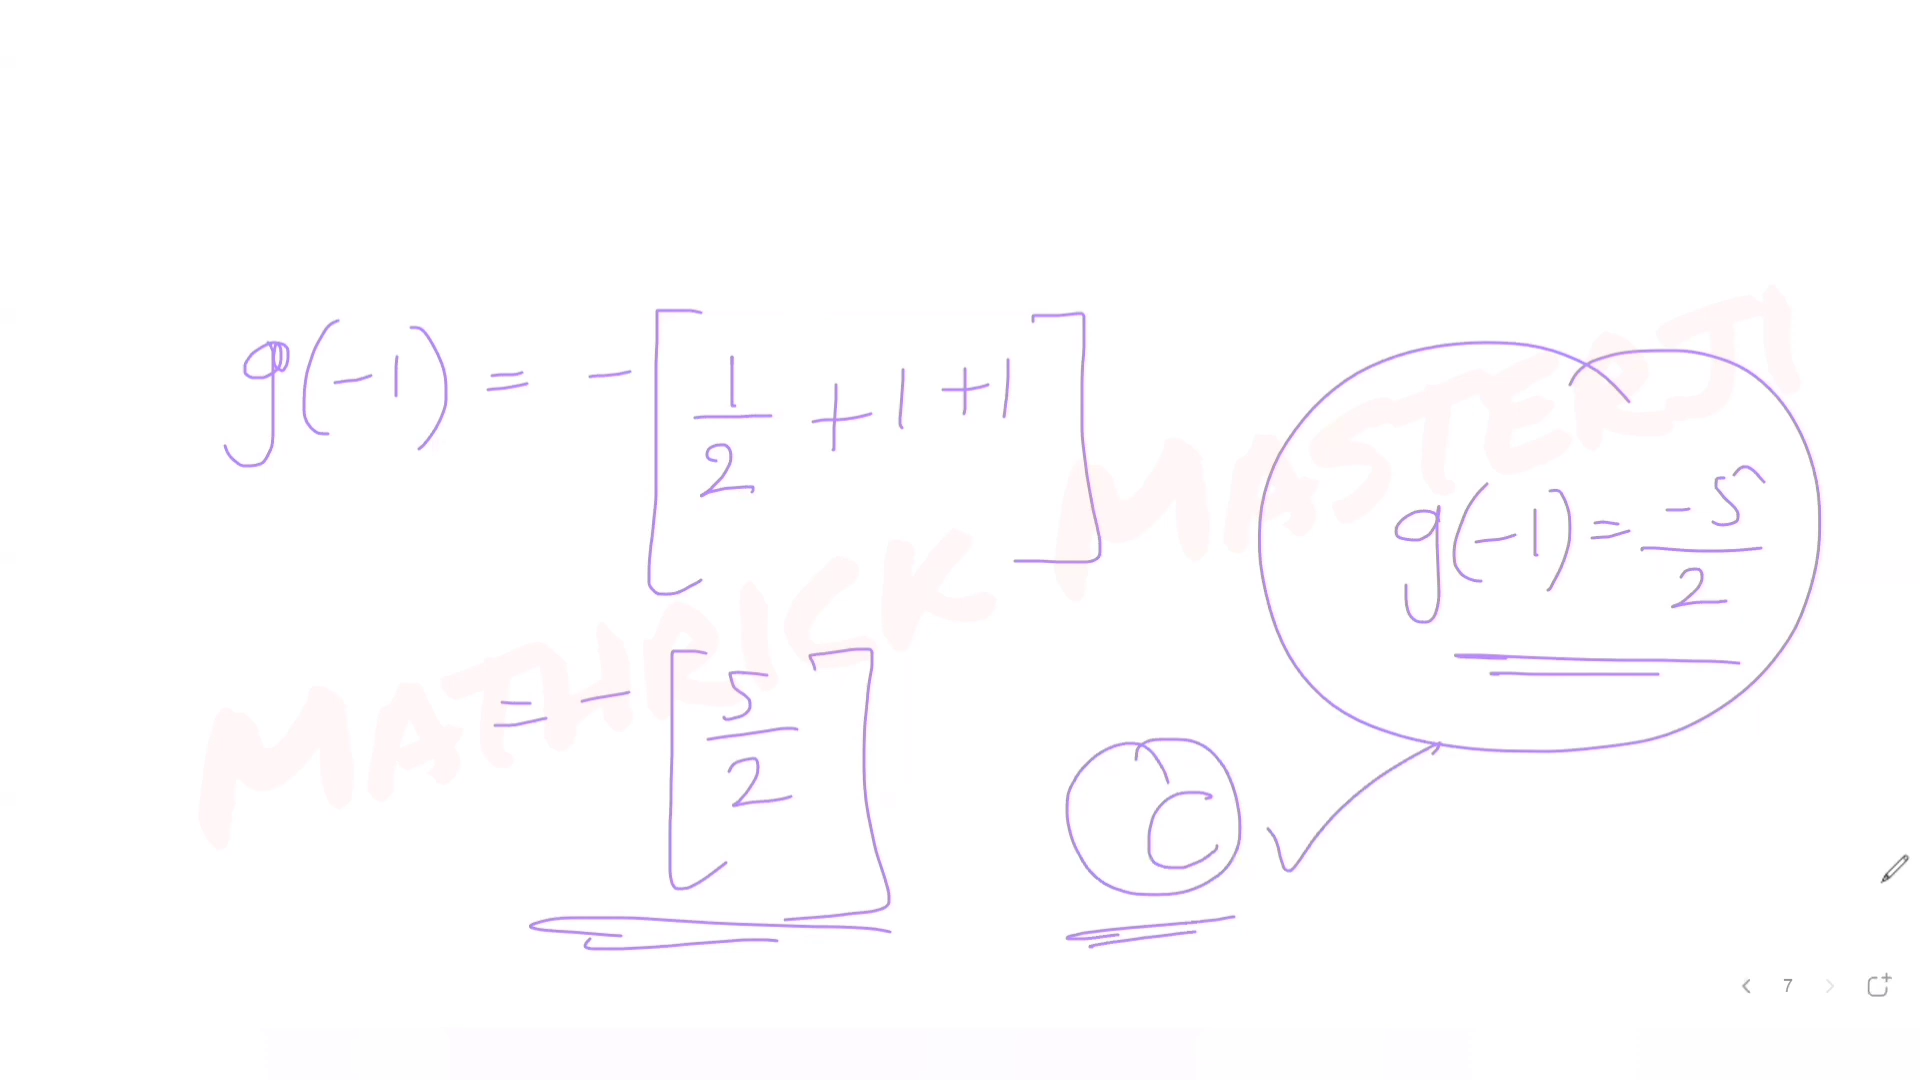 g(-1) = - [1/2 + 1 + 1]
= - [5/2]
g(-1) = -5/2
C
MATHRICK MASTERJI
7